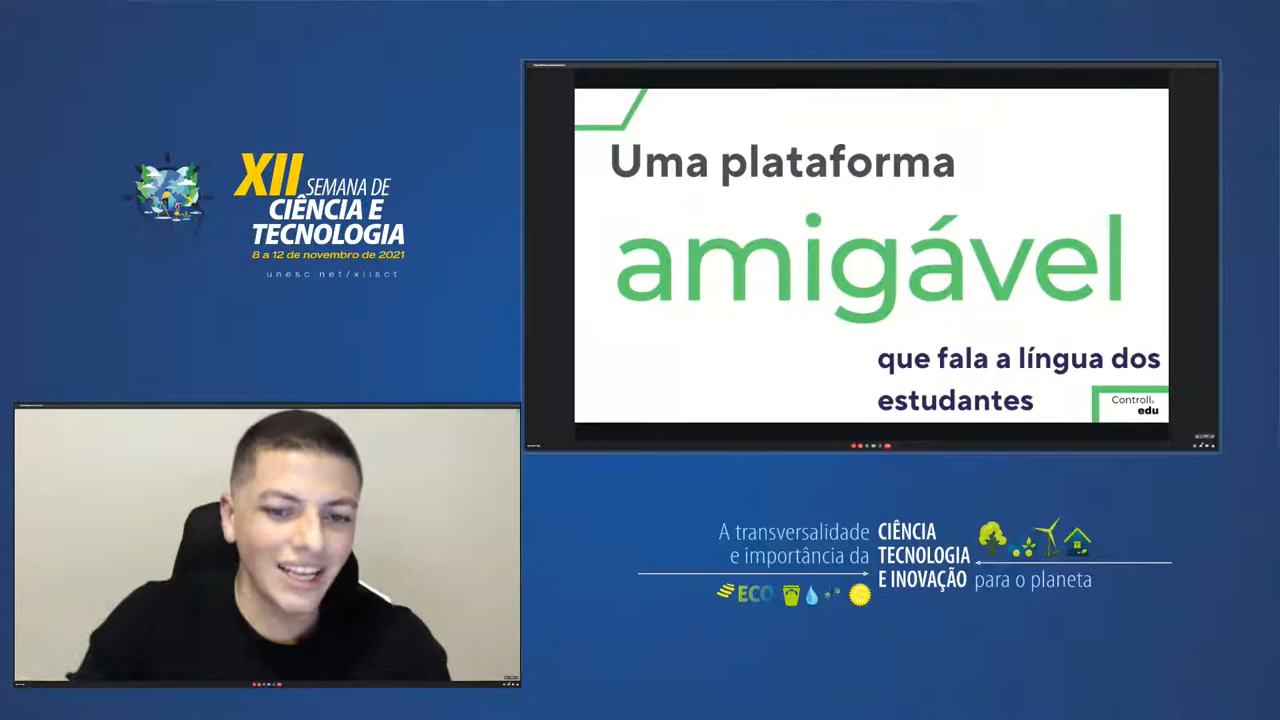 XII
SEMANA DE
CIÊNCIA E
TECNOLOGIA
8 a 12 de novembro de 2021
unesc.net/xiisct
Uma plataforma
amigável
que fala a língua dos
estudantes
Controll.
edu
A transversalidade
e importância da
CIÊNCIA
TECNOLOGIA
E INOVAÇÃO
para o planeta
ECO